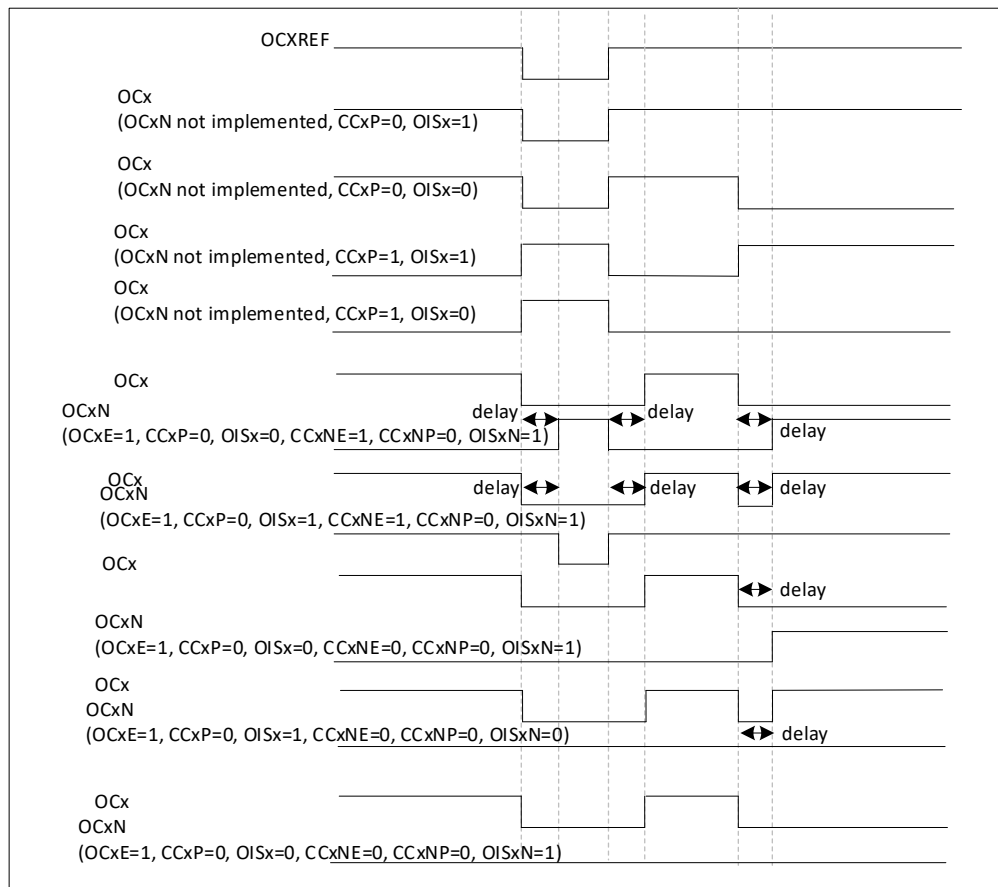 OCXREF
OCx
(OCxN not implemented, CCxP=0, OISx=1)
OCx
(OCxN not implemented, CCxP=0, OISx=0)
OCx
(OCxN not implemented, CCxP=1, OISx=1)
OCx
(OCxN not implemented, CCxP=1, OISx=0)
OCx
OCxN
delay
delay
delay
(OCxE=1, CCxP=0, OISx=0, CCxNE=1, CCxNP=0, OISxN=1)
OCx
delay
delay
delay
OCxN
(OCxE=1, CCxP=0, OISx=1, CCxNE=1, CCxNP=0, OISxN=1)
OCx
delay
OCxN
(OCxE=1, CCxP=0, OISx=0, CCxNE=0, CCxNP=0, OISxN=1)
OCx
OCxN
(OCxE=1, CCxP=0, OISx=1, CCxNE=0, CCxNP=0, OISxN=0)
delay
OCx
OCxN
(OCxE=1, CCxP=0, OISx=0, CCxNE=0, CCxNP=0, OISxN=1)